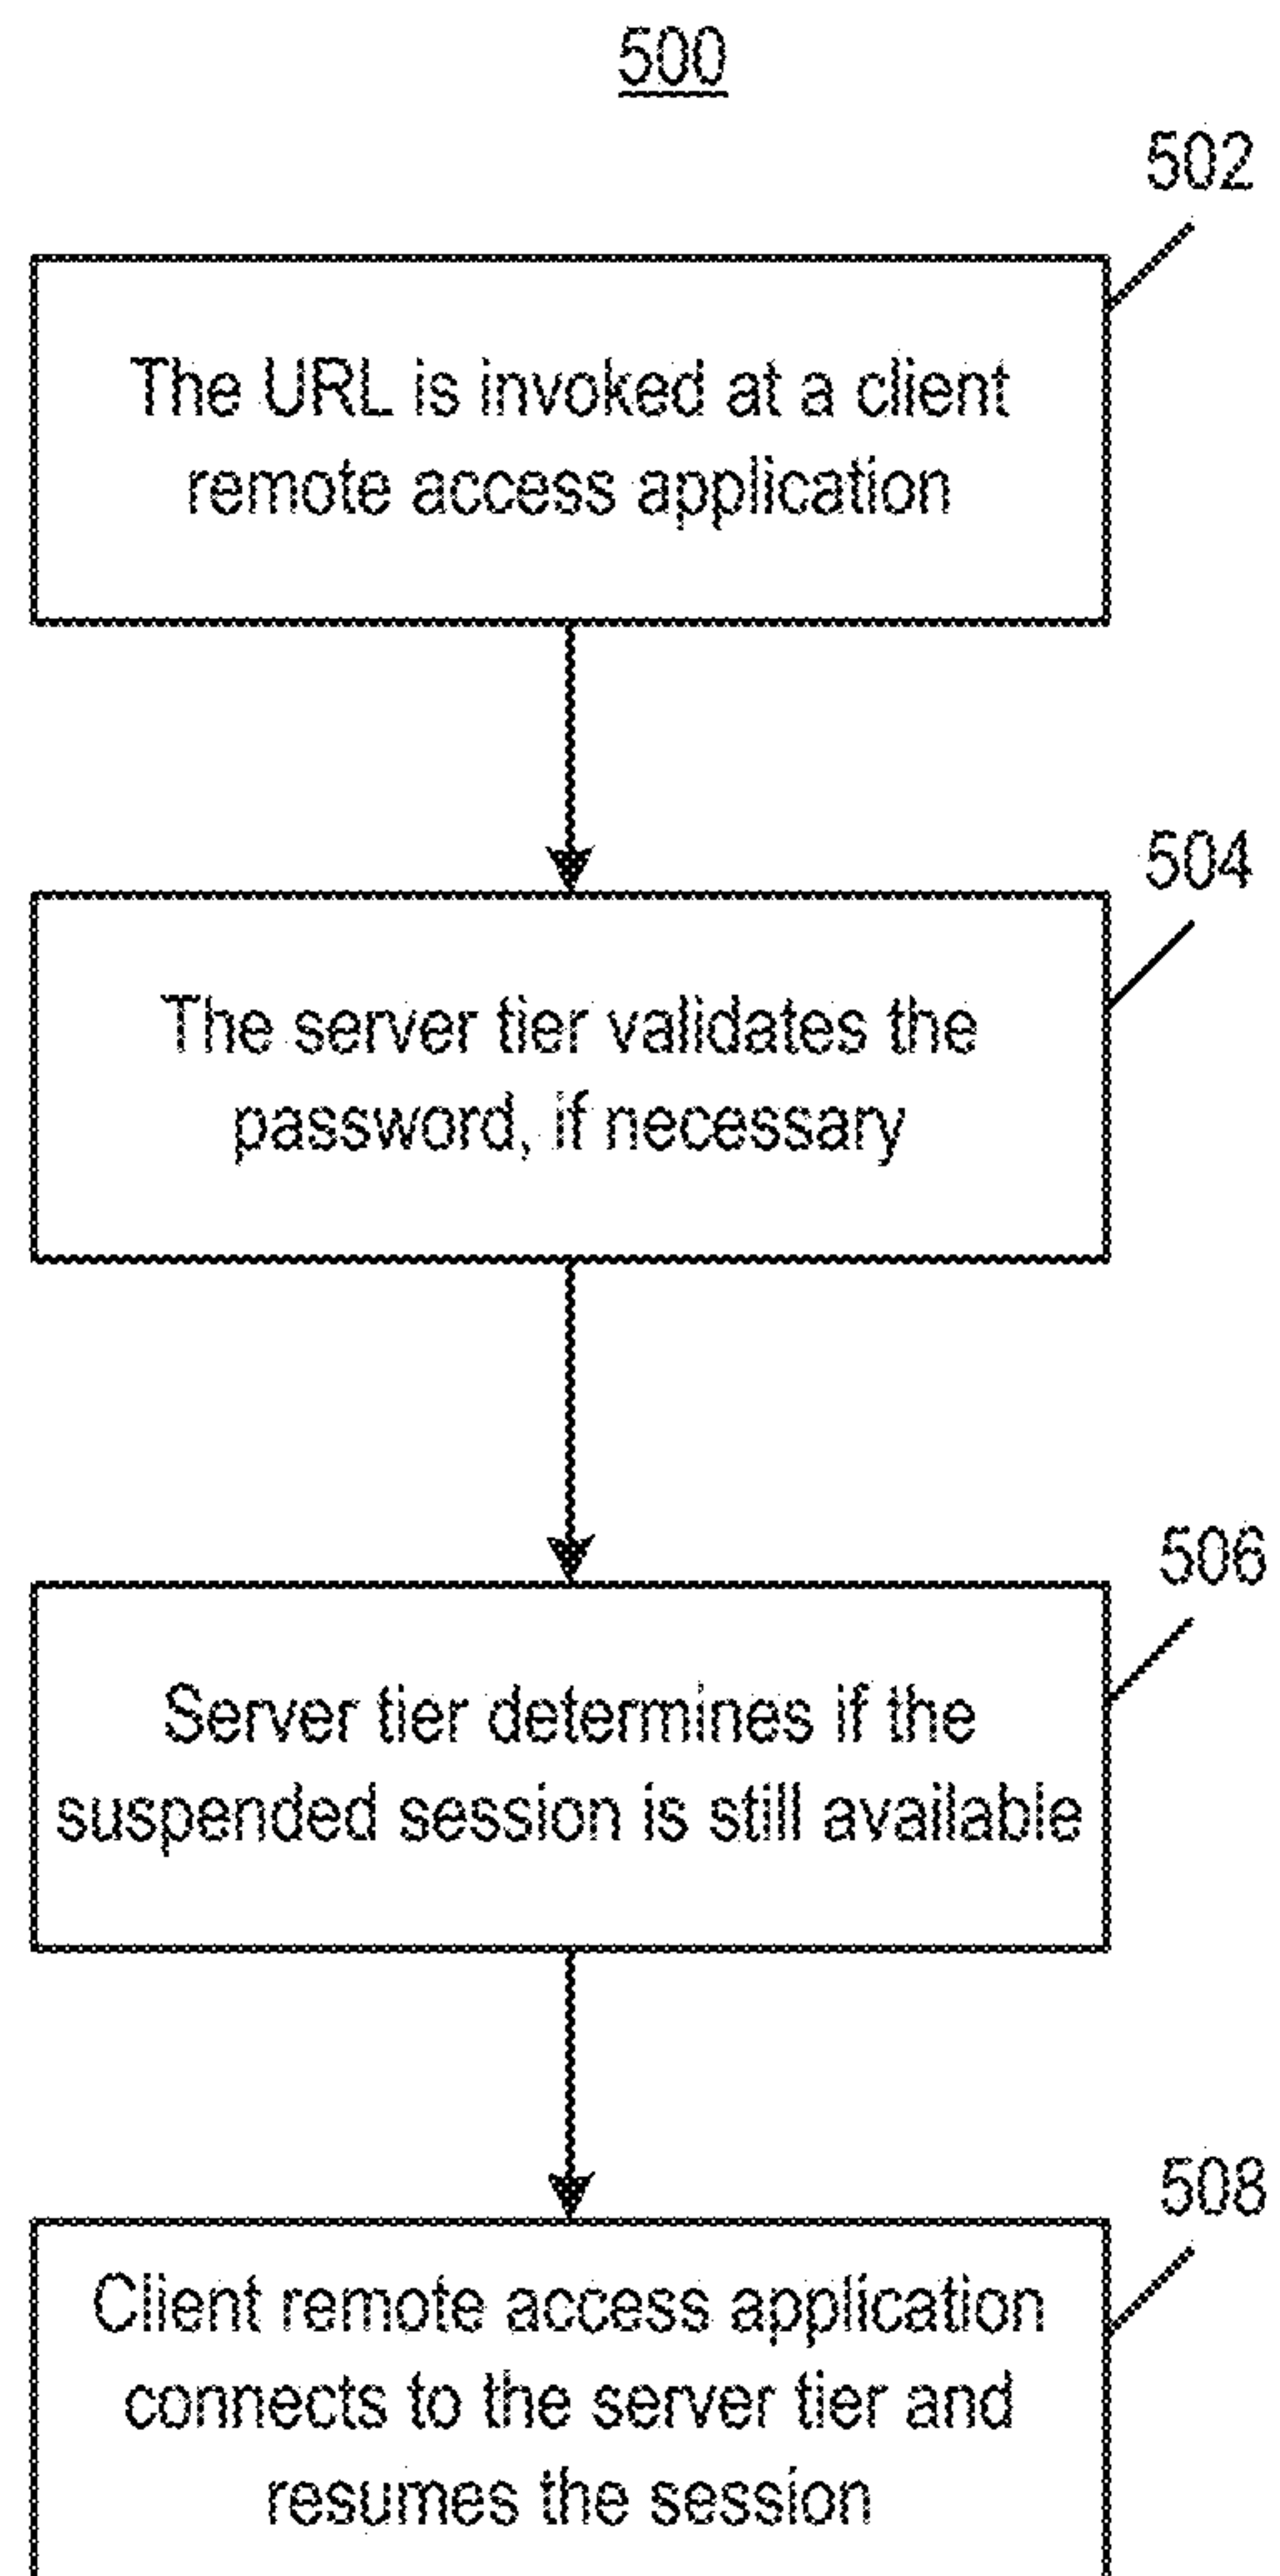 500
502
The URL is invoked at a client
remote access application
504
The server tier validates the
password, if necessary
506
Server tier determines if the
suspended session is still available
508
Client remote access application
connects to the server tier and
resumes the session